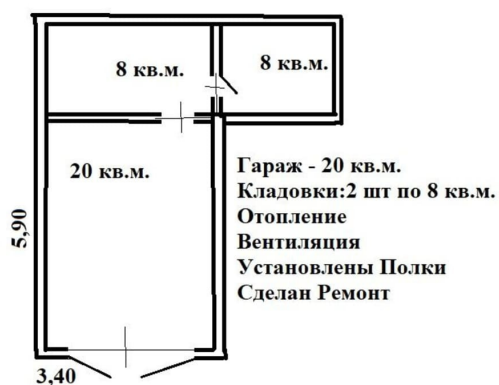 8 кв.м.
8 кв.м.
20 кв.м.
Гараж - 20 кв.м.
Кладовки:2 шт по 8 кв.м.
Отопление
Вентиляция
Установлены Полки
Сделан Ремонт
5,90
3,40